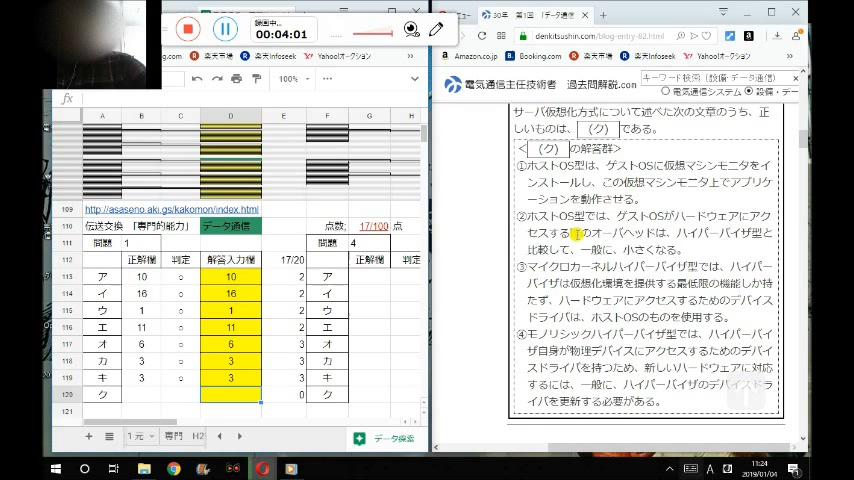 録画中...
00:04:01
ュー
30年 第1回 「データ通信
denkitsushin.com/blog-entry-82.html
g.com
楽天市場
楽天市場
Infoseek
Yahoo!オークション
Amazon.co.jp
Booking.com
楽天市場
Infoseek
Yahoo!オークション
100%
fx
A B C D E F G H
109 http://asaseno.aki.gs/kakomon/index.html
110 伝送交換 「専門的能力」 データ通信 点数; 17/100 点
111 問題 1 問題 4
112 正解欄 判定 解答入力欄 17/20 正解欄 判定
113 ア 10 ○ 10 2 ア
114 イ 16 ○ 16 2 イ
115 ウ 1 ○ 1 2 ウ
116 エ 11 ○ 11 2 エ
117 オ 6 ○ 6 3 オ
118 カ 3 ○ 3 3 カ
119 キ 3 ○ 3 3 キ
120 ク 0 ク
121
1 元 専門 H2
データ探索
電気通信主任技術者 過去問解説.com
キーワード検索（設備·データ通信）
電気通信システム 設備・デー
サーバ仮想化方式について述べた次の文章のうち、正
しいものは、(ク)である。
<(ク)の解答群>
①ホストOS型は、ゲストOSに仮想マシンモニタをイ
ンストールし、この仮想マシンモニタ上でアプリケ
ーションを動作させる。
②ホストOS型では、ゲストOSがハードウェアにアク
セスする際のオーバヘッドは、ハイパーバイザ型と
比較して、一般に、小さくなる。
③マイクロカーネルハイパーバイザ型では、ハイパー
バイザは仮想化環境を提供する最低限の機能しか持
たず、ハードウェアにアクセスするためのデバイス
ドライバは、ホストOSのものを使用する。
④モノリシックハイパーバイザ型では、ハイパーバイ
ザ自身が物理デバイスにアクセスするためのデバイ
スドライバを持つため、新しいハードウェアに対応
するには、一般に、ハイパーバイザのデバイスドラ
イバを更新する必要がある。
A
11:24
2019/01/04